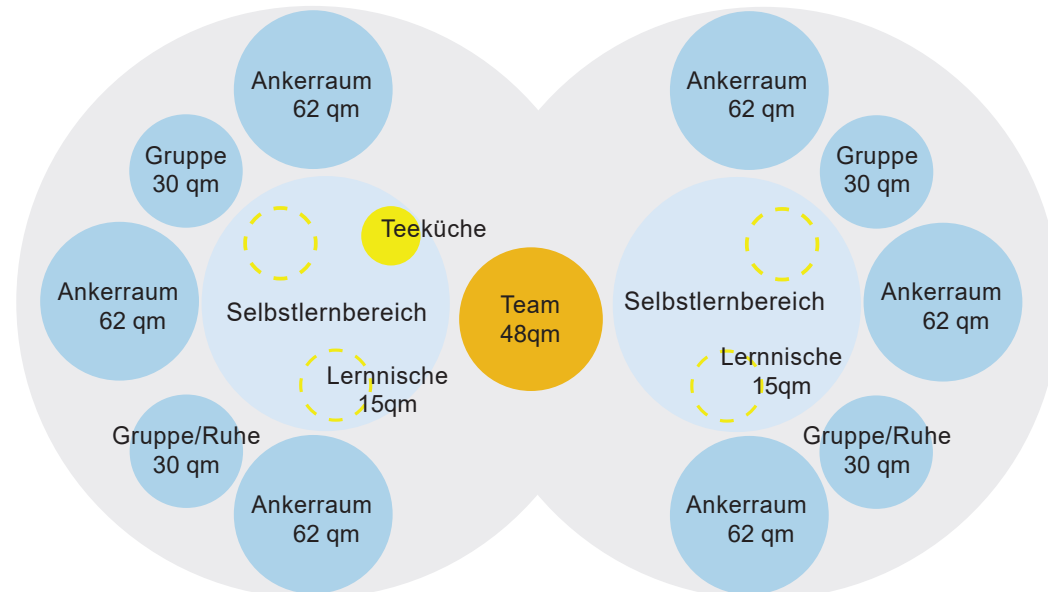 Ankerraum
62 qm
Gruppe
30 qm
Ankerraum
62 qm
Gruppe/Ruhe
30 qm
Ankerraum
62 qm
Teeküche
Selbstlernbereich
Lernnische
15qm
Team
48qm
Ankerraum
62 qm
Gruppe
30 qm
Selbstlernbereich
Ankerraum
62 qm
Lernnische
15qm
Gruppe/Ruhe
30 qm
Ankerraum
62 qm